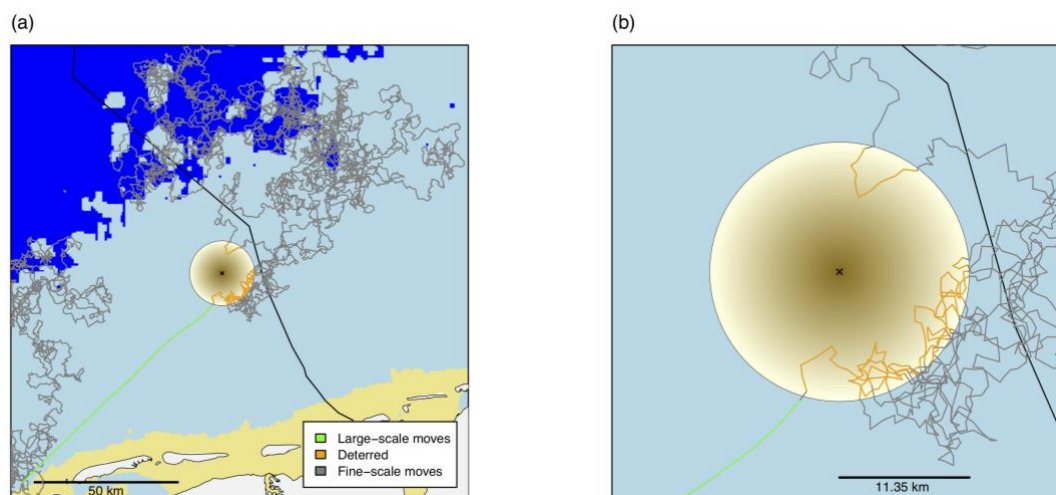 (a)
(b)
Large−scale moves
Deterred
Fine−scale moves
50 km
11.35 km